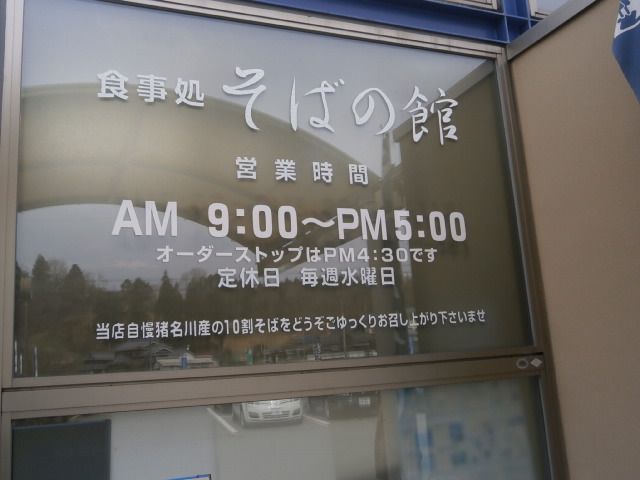 食事処 そばの館
営業時間
AM 9:00〜PM5:00
オーダーストップはPM4:30です
定休日 毎週水曜日
当店自慢猪名川産の10割そばをどうぞごゆっくりお召し上がり下さいませ